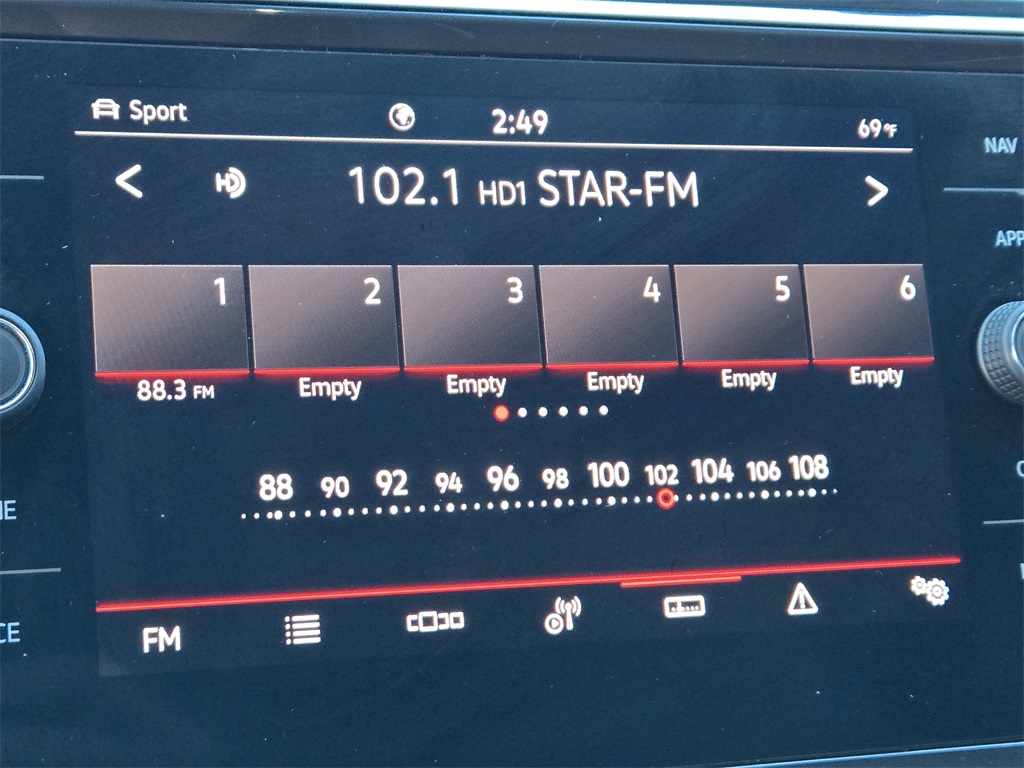 Sport 2:49 69°F
NAV
HD 102.1 HD1 STAR-FM
APP
1 2 3 4 5 6
88.3 FM Empty Empty Empty Empty Empty
88 90 92 94 96 98 100 102 104 106 108
FM